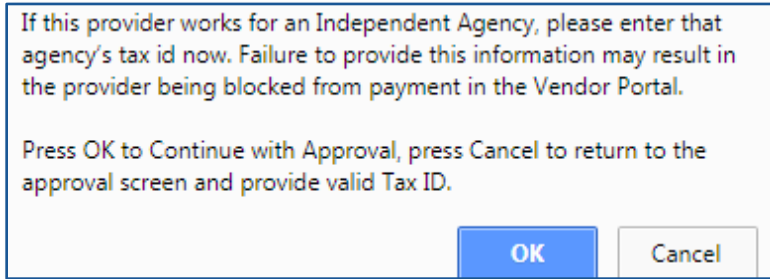 If this provider works for an Independent Agency, please enter that
agency's tax id now. Failure to provide this information may result in
the provider being blocked from payment in the Vendor Portal.
Press OK to Continue with Approval, press Cancel to return to the
approval screen and provide valid Tax ID.
OK Cancel